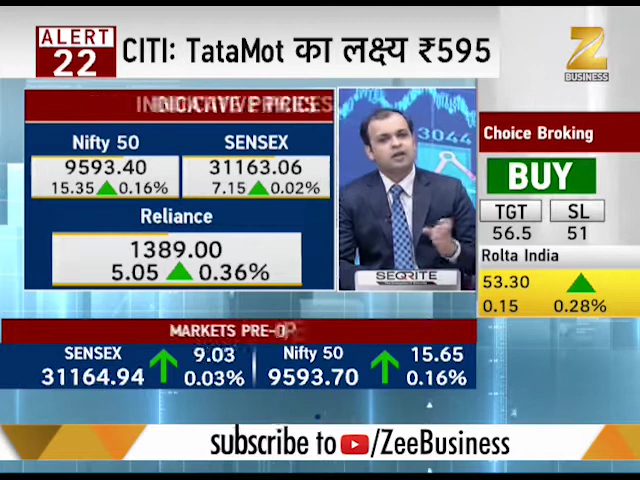 ALERT
22
CITI: TataMot का लक्ष्य ₹595
Z
BUSINESS
Nifty 50
9593.40
15.35 0.16%
SENSEX
31163.06
7.15 0.02%
Reliance
1389.00
5.05 0.36%
3044
SEQRITE
Choice Broking
BUY
TGT SL
56.5 51
Rolta India
53.30
0.15 0.28%
MARKETS PRE-OP
SENSEX 9.03
31164.94 0.03%
Nifty 50 15.65
9593.70 0.16%
subscribe to /ZeeBusiness